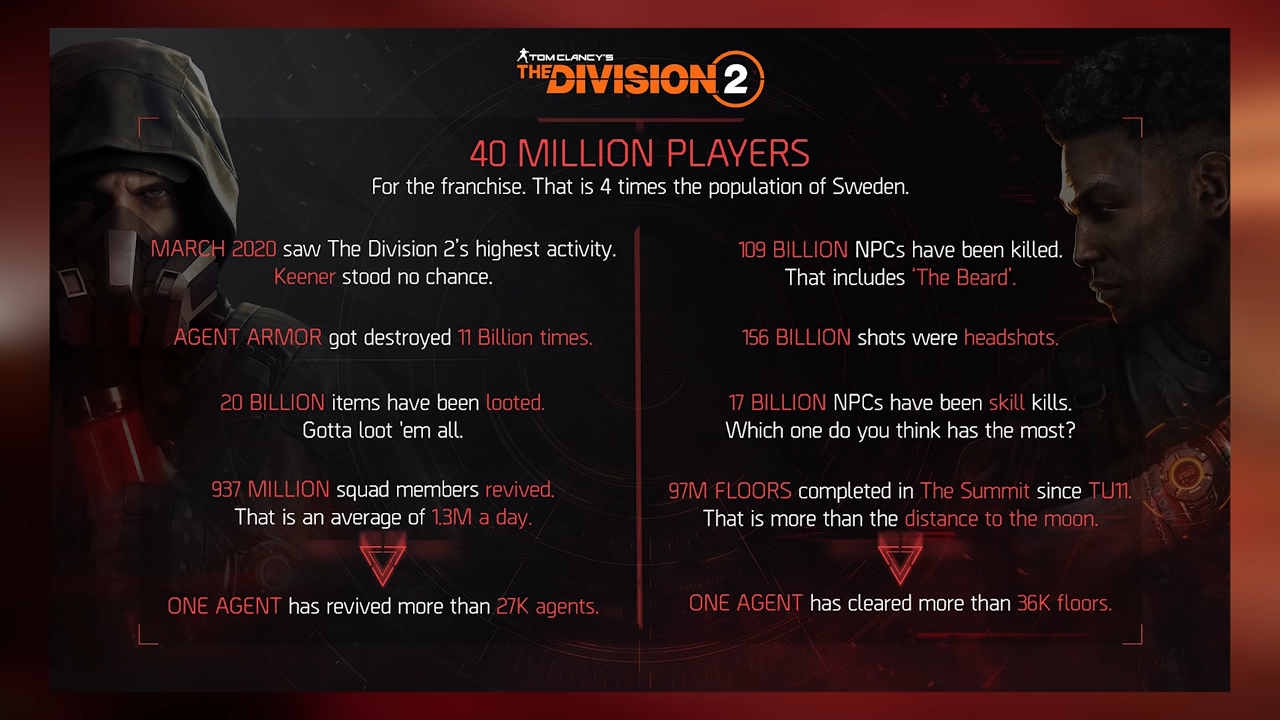 TOM CLANCY'S
THE DIVISION 2
40 MILLION PLAYERS
For the franchise. That is 4 times the population of Sweden.
MARCH 2020 saw The Division 2's highest activity.
Keener stood no chance.
AGENT ARMOR got destroyed 11 Billion times.
20 BILLION items have been looted.
Gotta loot 'em all.
937 MILLION squad members revived.
That is an average of 1.3M a day.
ONE AGENT has revived more than 27K agents.
109 BILLION NPCs have been killed.
That includes ‘The Beard’.
156 BILLION shots were headshots.
17 BILLION NPCs have been skill kills.
Which one do you think has the most?
97M FLOORS completed in The Summit since TU11.
That is more than the distance to the moon.
ONE AGENT has cleared more than 36K floors.